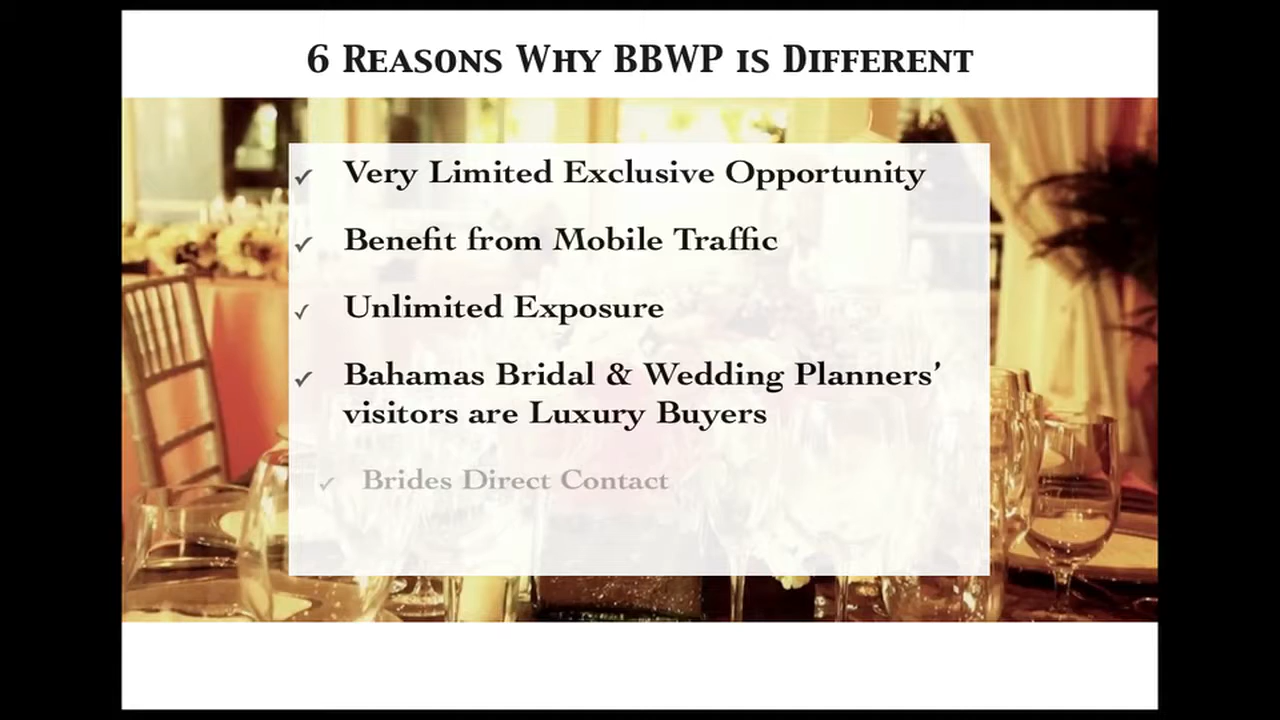 6 Reasons Why BBWP is Different
✓ Very Limited Exclusive Opportunity
✓ Benefit from Mobile Traffic
✓ Unlimited Exposure
✓ Bahamas Bridal & Wedding Planners’
visitors are Luxury Buyers
✓ Brides Direct Contact